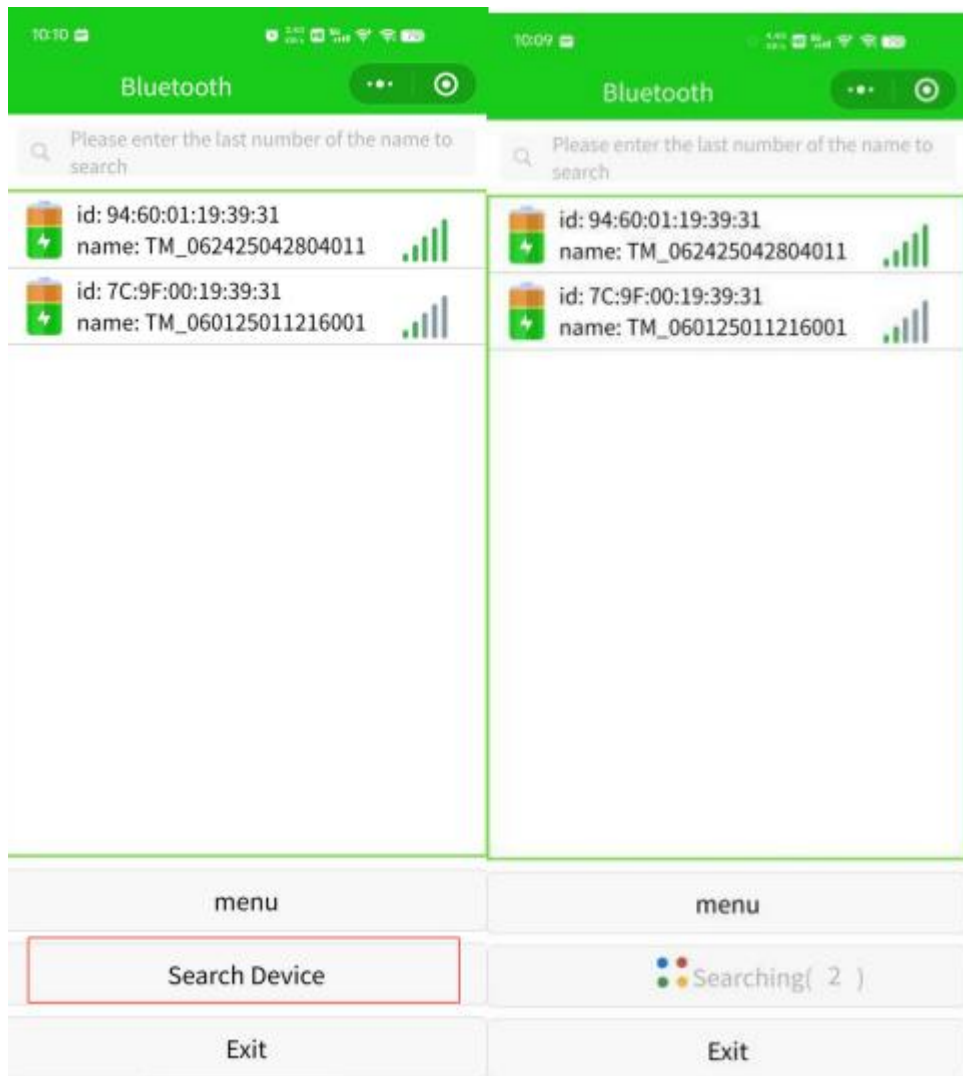 10:10
Bluetooth
Please enter the last number of the name to
search
id: 94:60:01:19:39:31
name: TM_062425042804011
id: 7C:9F:00:19:39:31
name: TM_060125011216001
menu
Search Device
Exit
10:09
Bluetooth
Please enter the last number of the name to
search
id: 94:60:01:19:39:31
name: TM_062425042804011
id: 7C:9F:00:19:39:31
name: TM_060125011216001
menu
Searching( 2 )
Exit